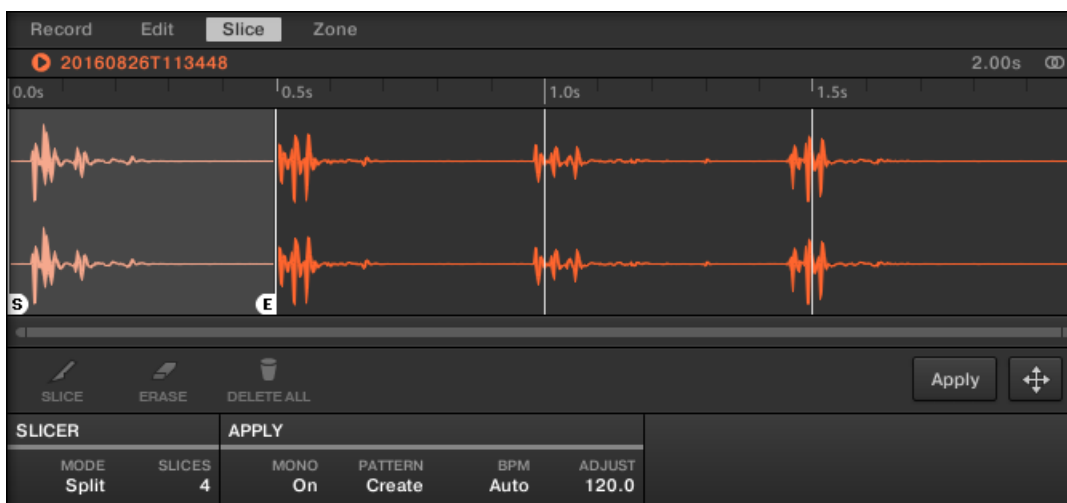 Record Edit Slice Zone
20160826T113448 2.00s
0.0s 0.5s 1.0s 1.5s
S E
SLICE ERASE DELETE ALL Apply
SLICER APPLY
MODE SLICES MONO PATTERN BPM ADJUST
Split 4 On Create Auto 120.0